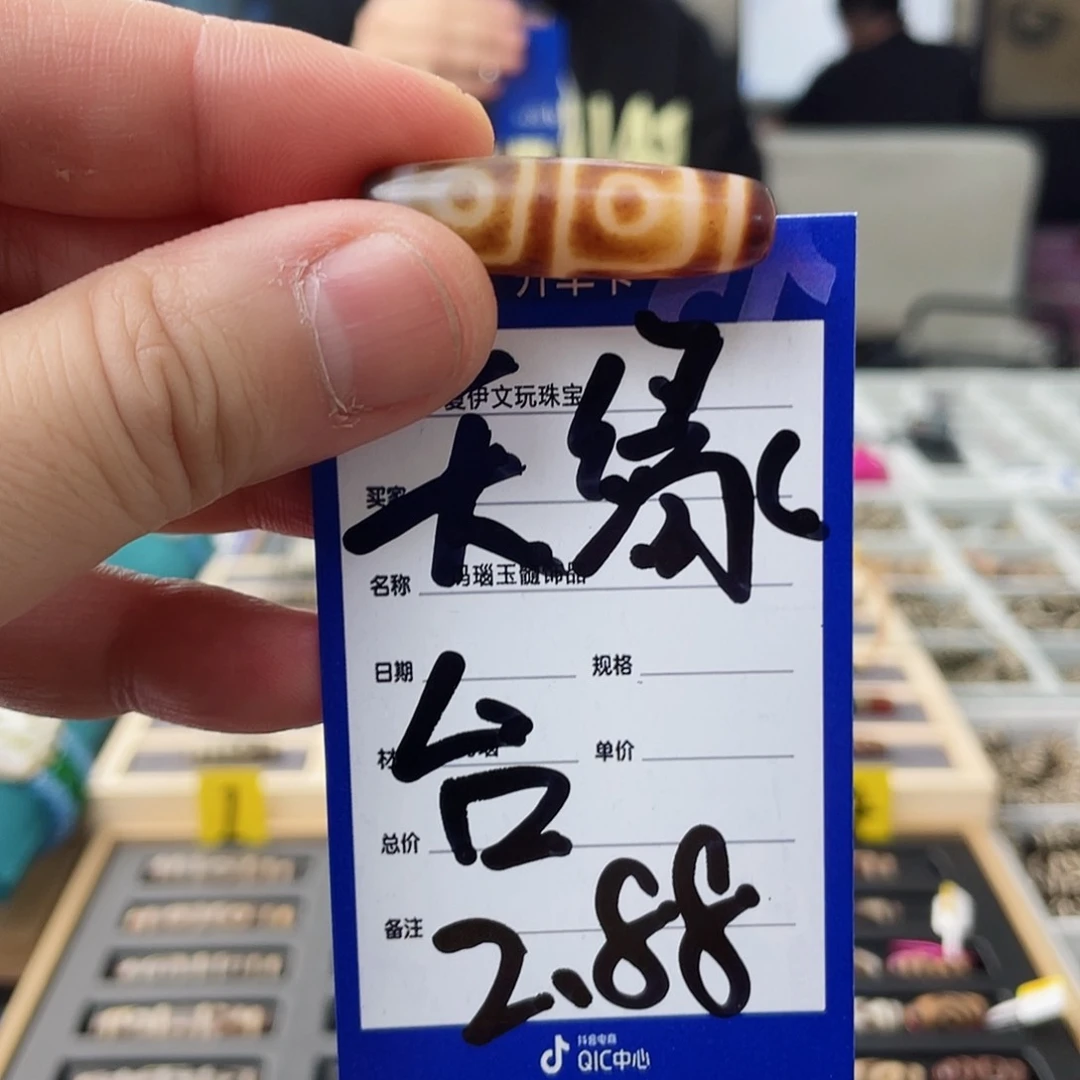 开单卡
夏伊文玩珠宝
天缘
买家
名称 玛瑙玉髓饰品
日期 规格
台
单价
总价
备注
2.88
抖音电商
QIC中心
1